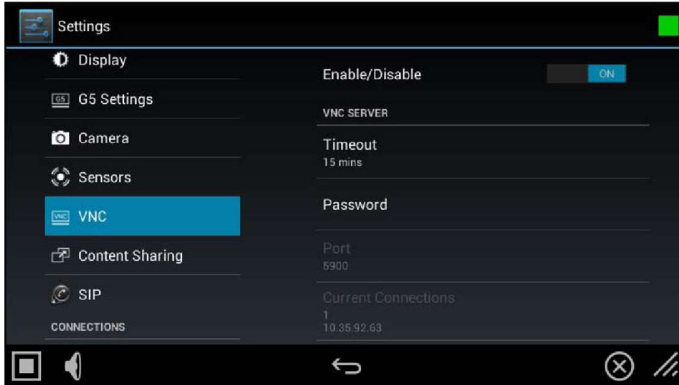 Settings
Display
G5 Settings
Camera
Sensors
VNC
Content Sharing
SIP
CONNECTIONS
Enable/Disable
ON
VNC SERVER
Timeout
15 mins
Password
Port
5900
Current Connections
1
10.35.92.63